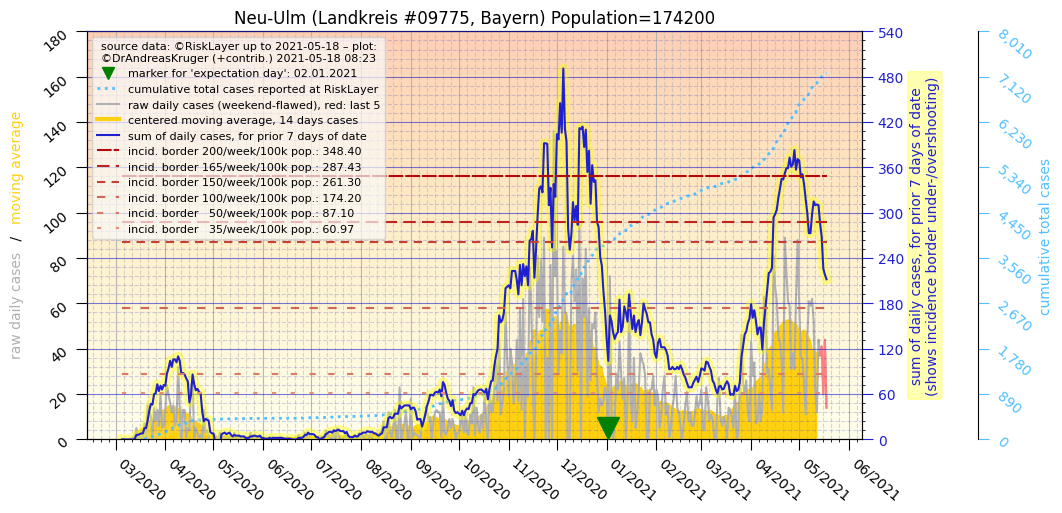 Neu-Ulm (Landkreis #09775, Bayern) Population=174200
source data: ©RiskLayer up to 2021-05-18 – plot:
©DrAndreasKruger (+contrib.) 2021-05-18 08:23
marker for 'expectation day': 02.01.2021
cumulative total cases reported at RiskLayer
raw daily cases (weekend-flawed), red: last 5
centered moving average, 14 days cases
sum of daily cases, for prior 7 days of date
incid. border 200/week/100k pop.: 348.40
incid. border 165/week/100k pop.: 287.43
incid. border 150/week/100k pop.: 261.30
incid. border 100/week/100k pop.: 174.20
incid. border   50/week/100k pop.: 87.10
incid. border   35/week/100k pop.: 60.97
raw daily cases / moving average
180
160
140
120
100
80
60
40
20
0
03/2020
04/2020
05/2020
06/2020
07/2020
08/2020
09/2020
10/2020
11/2020
12/2020
01/2021
02/2021
03/2021
04/2021
05/2021
06/2021
540
480
420
360
300
240
180
120
60
0
sum of daily cases, for prior 7 days of date
(shows incidence border under-/overshooting)
8,010
7,120
6,230
5,340
4,450
3,560
2,670
1,780
890
0
cumulative total cases